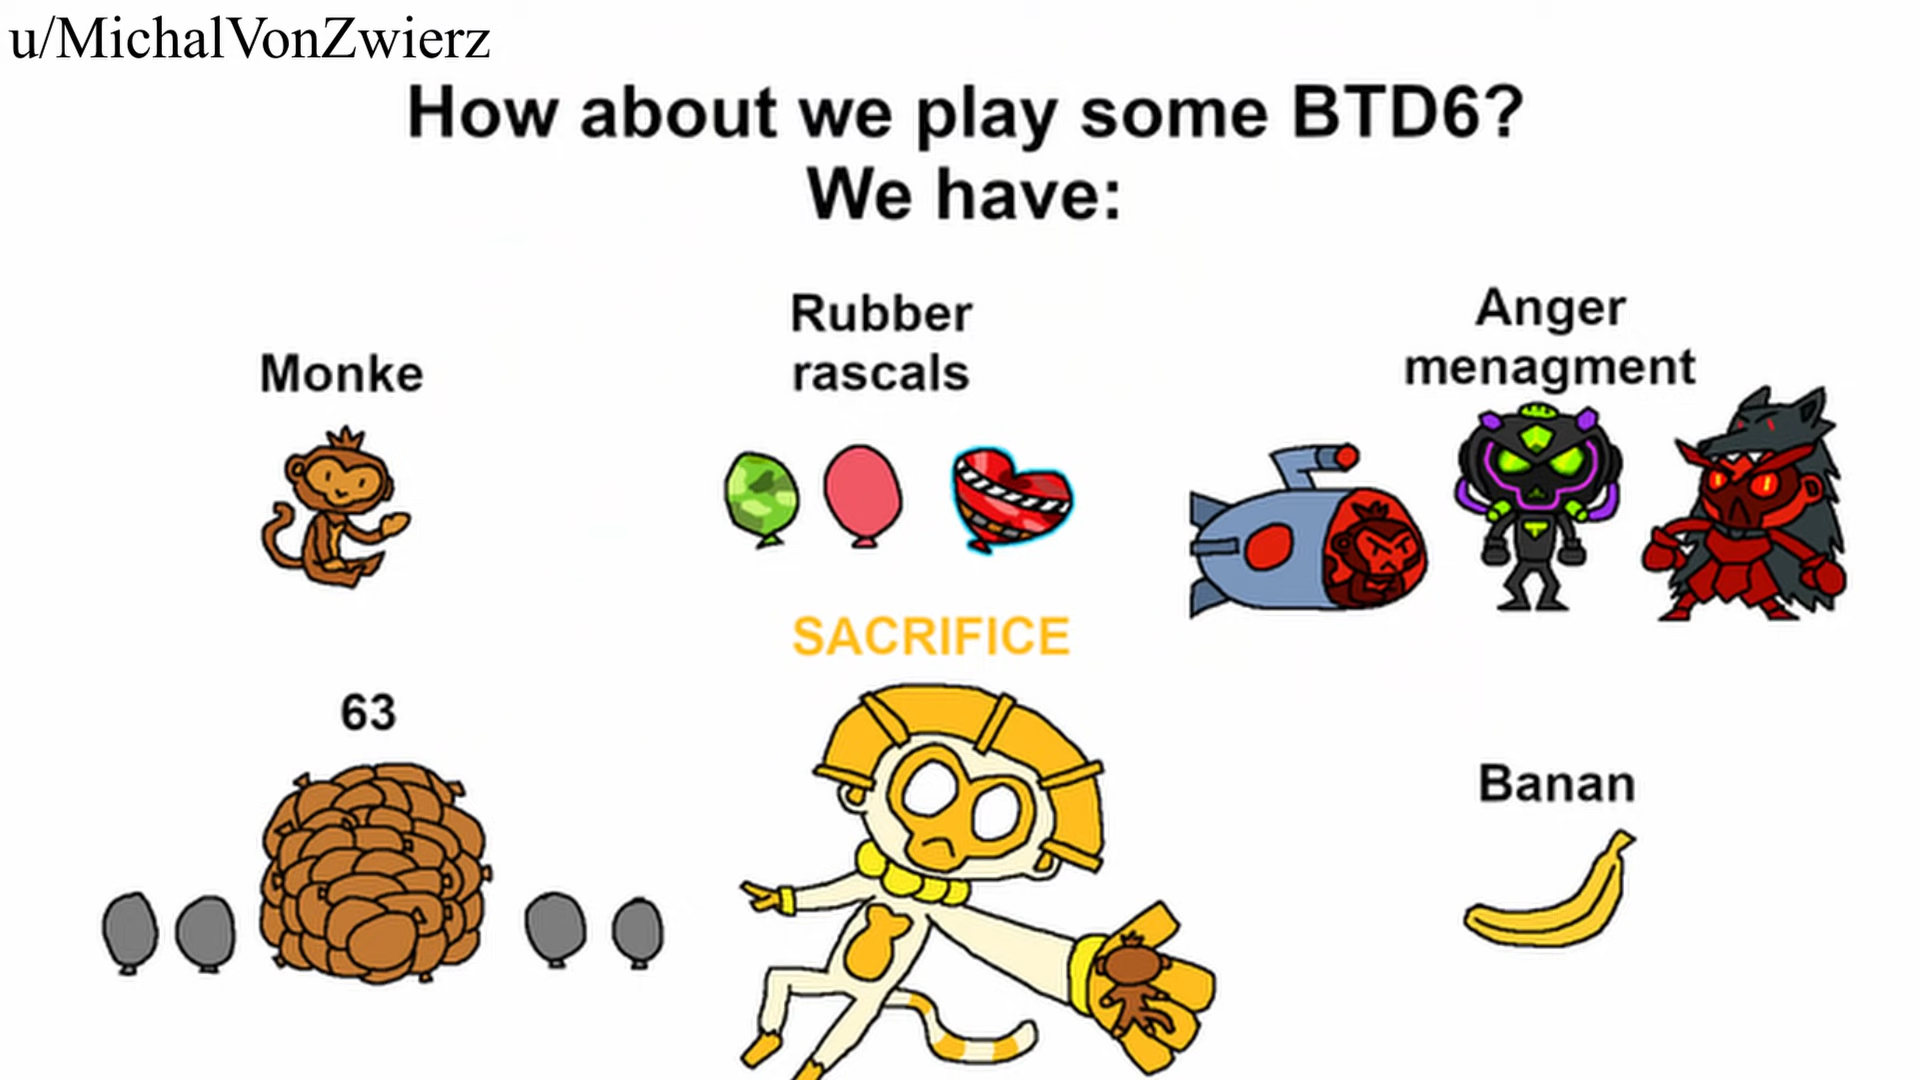 u/MichalVonZwierz
How about we play some BTD6?
We have:
Monke
Rubber
rascals
Anger
menagment
63
SACRIFICE
Banan